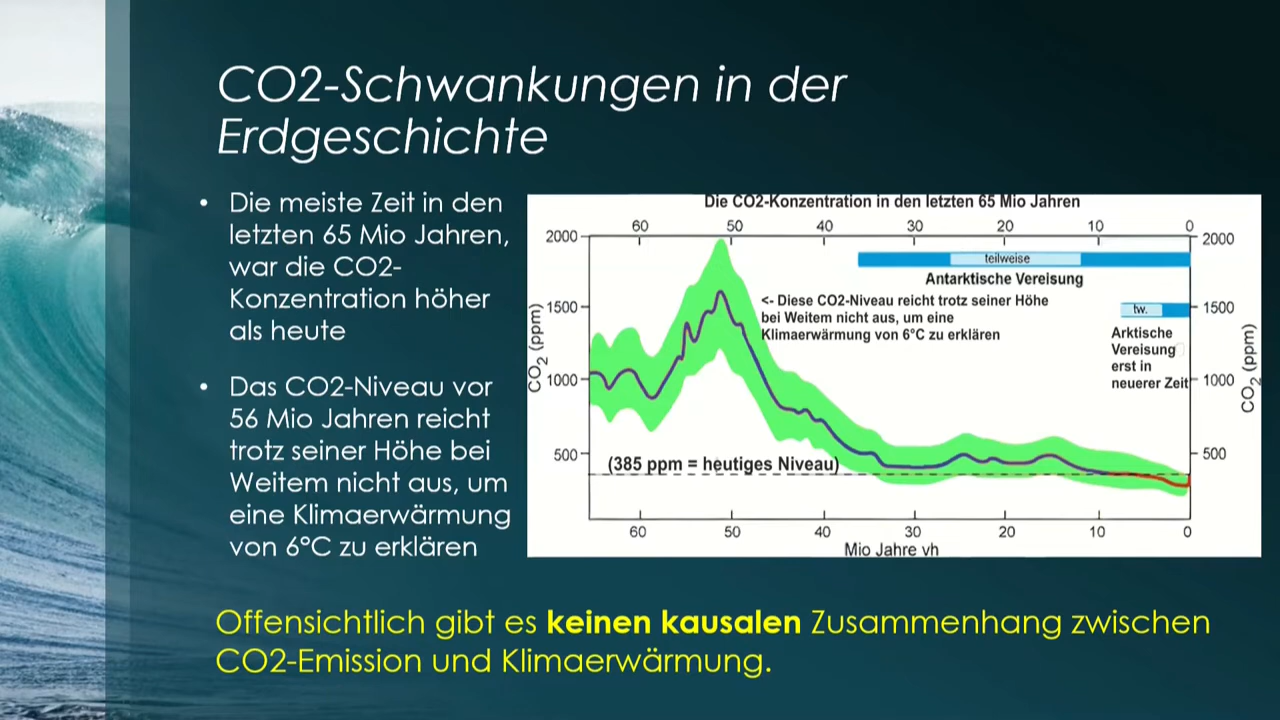 CO2-Schwankungen in der
Erdgeschichte
• Die meiste Zeit in den
letzten 65 Mio Jahren,
war die CO2-
Konzentration höher
als heute
• Das CO2-Niveau vor
56 Mio Jahren reicht
trotz seiner Höhe bei
Weitem nicht aus, um
eine Klimaerwärmung
von 6°C zu erklären
Die CO2-Konzentration in den letzten 65 Mio Jahren
60 50 40 30 20 10 0
2000 2000
teilweise
Antarktische Vereisung
<- Diese CO2-Niveau reicht trotz seiner Höhe
bei Weitem nicht aus, um eine
Klimaerwärmung von 6°C zu erklären
1500 1500
tw.
Arktische
Vereisung
erst in
neuerer Zeit
CO2 (ppm)
CO2 (ppm)
1000 1000
500 500
(385 ppm = heutiges Niveau)
60 50 40 30 20 10 0
Mio Jahre vh
Offensichtlich gibt es keinen kausalen Zusammenhang zwischen
CO2-Emission und Klimaerwärmung.